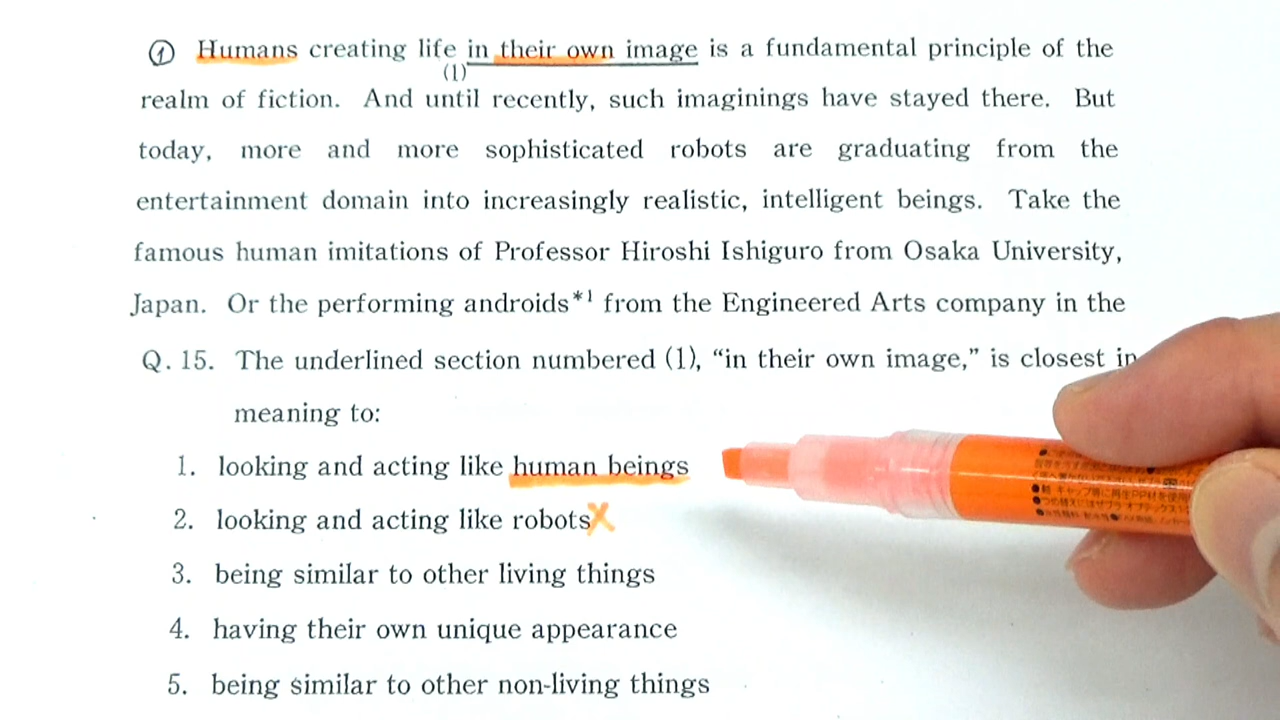 ① Humans creating life in their own image is a fundamental principle of the
(1)
realm of fiction. And until recently, such imaginings have stayed there. But
today, more and more sophisticated robots are graduating from the
entertainment domain into increasingly realistic, intelligent beings. Take the
famous human imitations of Professor Hiroshi Ishiguro from Osaka University,
Japan. Or the performing androids*1 from the Engineered Arts company in the
Q. 15. The underlined section numbered (1), “in their own image,” is closest in
meaning to:
1. looking and acting like human beings
2. looking and acting like robots X
3. being similar to other living things
4. having their own unique appearance
5. being similar to other non-living things